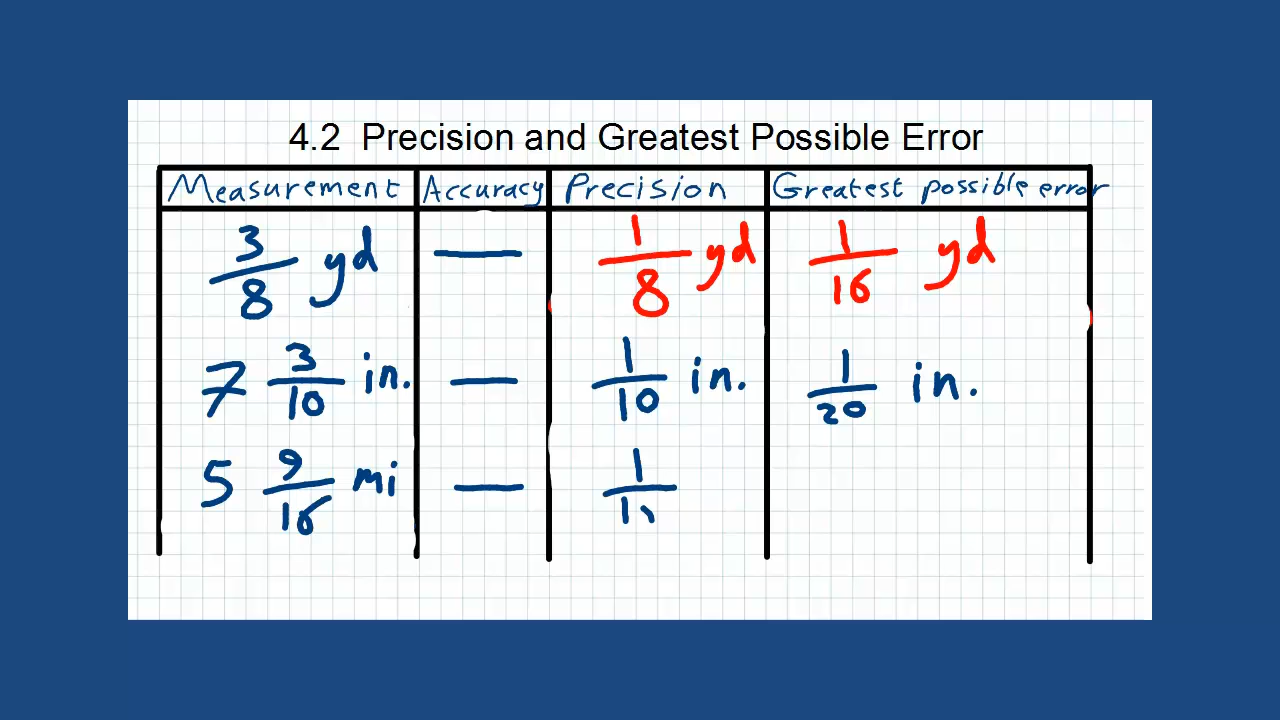 4.2 Precision and Greatest Possible Error
Measurement Accuracy Precision Greatest possible error
3/8 yd — 1/8 yd 1/16 yd
7 3/10 in. — 1/10 in. 1/20 in.
5 9/16 mi — 1/1